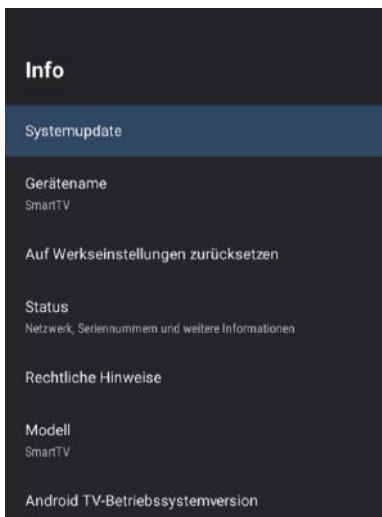 Info
Systemupdate
Gerätename
SmartTV
Auf Werkseinstellungen zurücksetzen
Status
Netzwerk, Seriennummern und weitere Informationen
Rechtliche Hinweise
Modell
SmartTV
Android TV-Betriebssystemversion